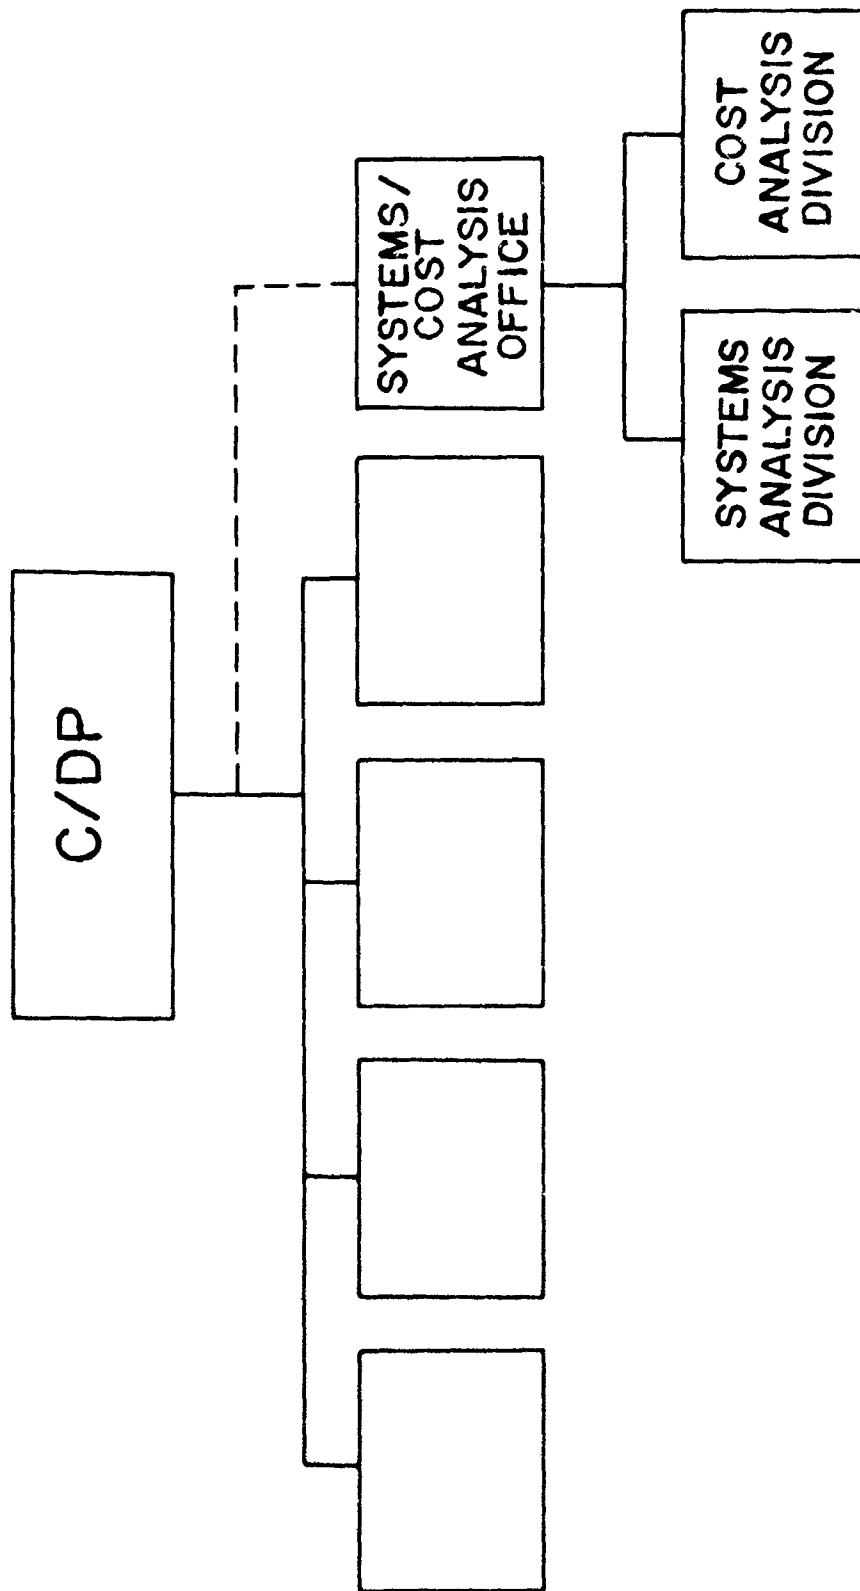 C/DP
SYSTEMS/
COST
ANALYSIS
OFFICE
SYSTEMS
ANALYSIS
DIVISION
COST
ANALYSIS
DIVISION